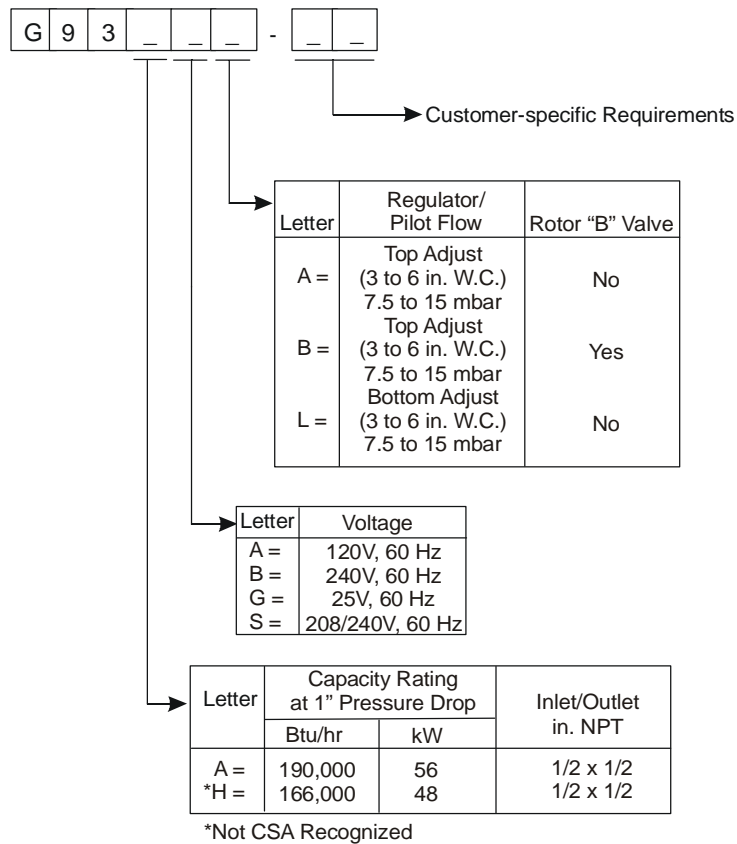 G 9 3 _ _ _ - _ _
Customer-specific Requirements
Letter Regulator/ Pilot Flow Rotor “B” Valve
A = Top Adjust (3 to 6 in. W.C.) 7.5 to 15 mbar No
B = Top Adjust (3 to 6 in. W.C.) 7.5 to 15 mbar Yes
L = Bottom Adjust (3 to 6 in. W.C.) 7.5 to 15 mbar No
Letter Voltage
A = 120V, 60 Hz
B = 240V, 60 Hz
G = 25V, 60 Hz
S = 208/240V, 60 Hz
Letter Capacity Rating at 1” Pressure Drop Inlet/Outlet in. NPT
Btu/hr kW
A = 190,000 56 1/2 x 1/2
*H = 166,000 48 1/2 x 1/2
*Not CSA Recognized